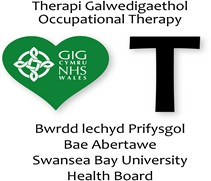 Therapi Galwedigaethol
Occupational Therapy
GIG
CYMRU
NHS
WALES
T
Bwrdd Iechyd Prifysgol
Bae Abertawe
Swansea Bay University
Health Board